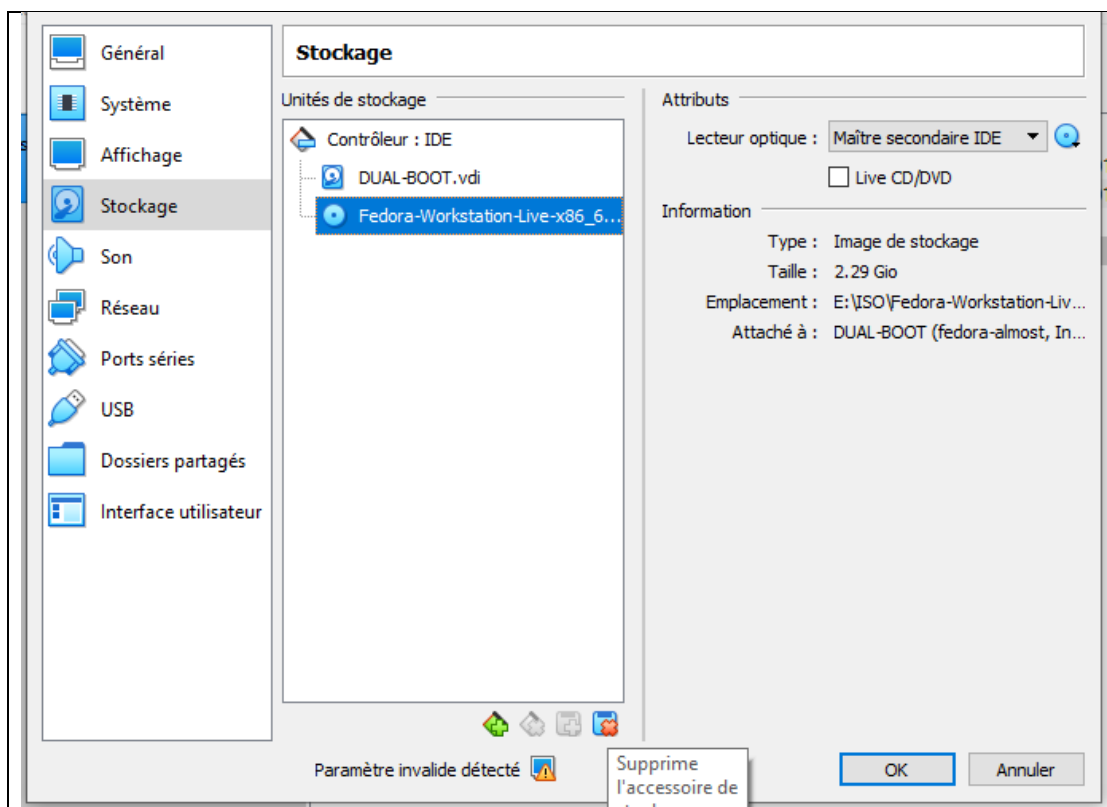 Général
Système
Affichage
Stockage
Son
Réseau
Ports séries
USB
Dossiers partagés
Interface utilisateur
Stockage
Unités de stockage
Contrôleur : IDE
DUAL-BOOT.vdi
Fedora-Workstation-Live-x86_6...
Attributs
Lecteur optique : Maître secondaire IDE
Live CD/DVD
Information
Type : Image de stockage
Taille : 2.29 Gio
Emplacement : E:\ISO\Fedora-Workstation-Liv...
Attaché à : DUAL-BOOT (fedora-almost, In...
Paramètre invalide détecté
Supprime
l'accessoire de
OK
Annuler